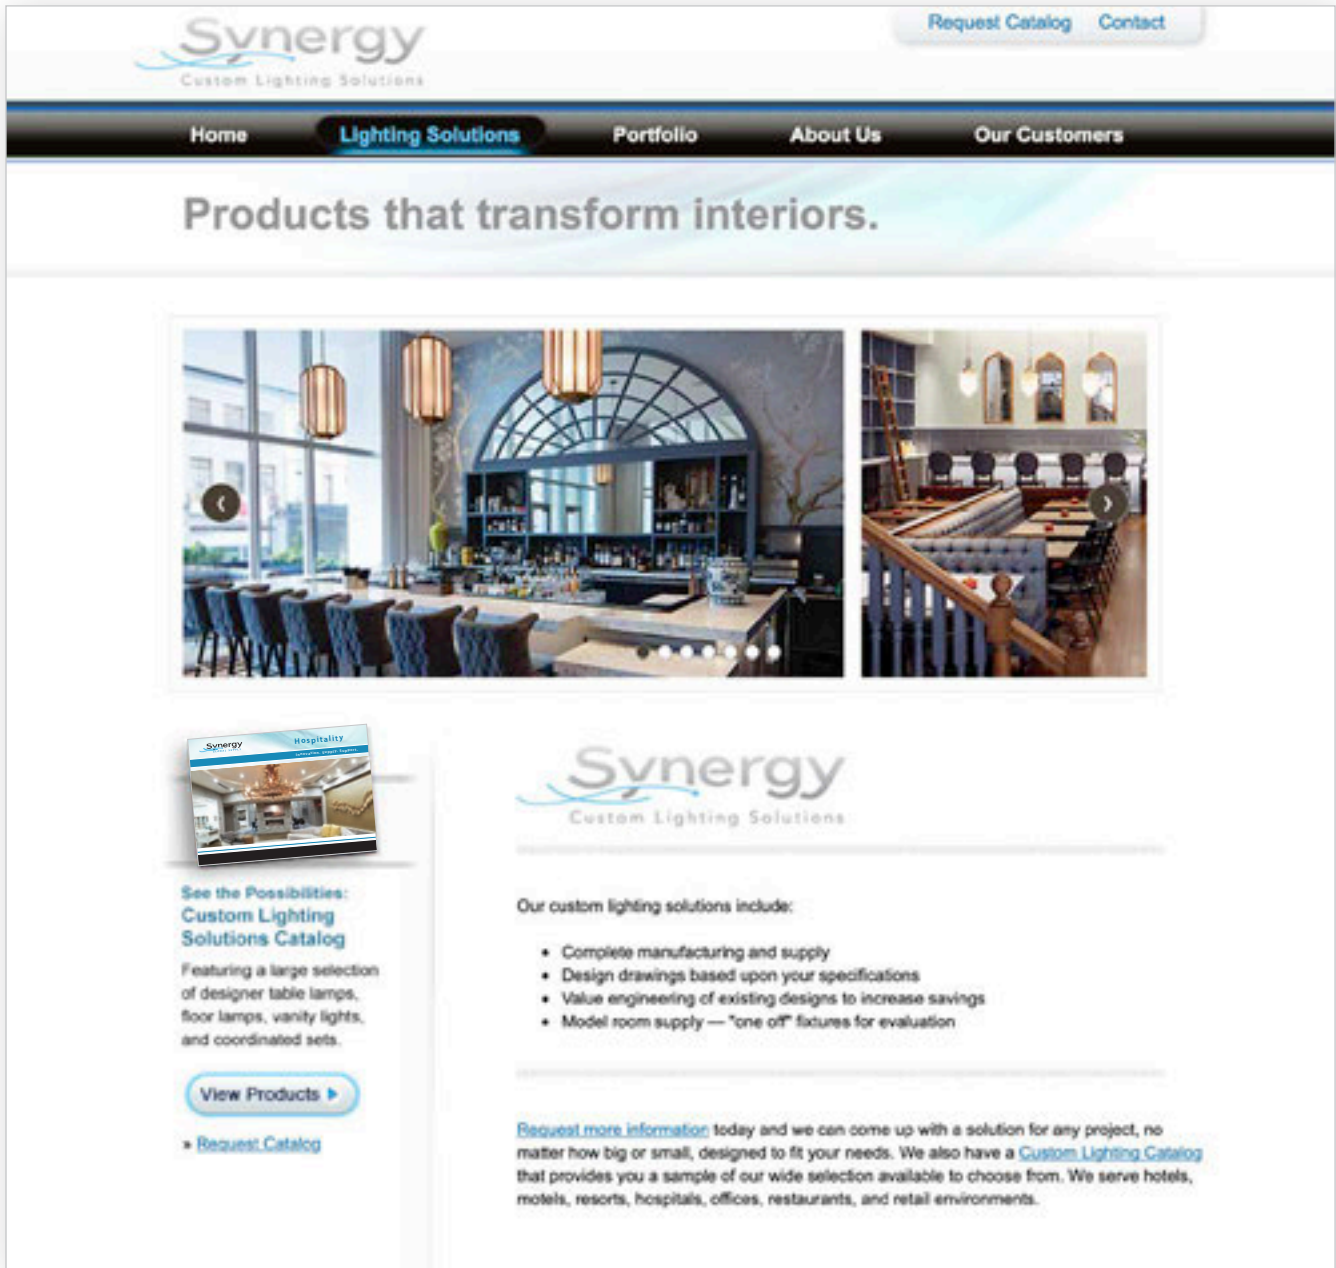 Synergy
Custom Lighting Solutions
Request Catalog Contact
Home Lighting Solutions Portfolio About Us Our Customers
Products that transform interiors.
Synergy
Hospitality
Synergy
Custom Lighting Solutions
See the Possibilities:
Custom Lighting
Solutions Catalog
Featuring a large selection
of designer table lamps,
floor lamps, vanity lights,
and coordinated sets.
View Products
» Request Catalog
Our custom lighting solutions include:
• Complete manufacturing and supply
• Design drawings based upon your specifications
• Value engineering of existing designs to increase savings
• Model room supply — "one off" fixtures for evaluation
Request more information today and we can come up with a solution for any project, no
matter how big or small, designed to fit your needs. We also have a Custom Lighting Catalog
that provides you a sample of our wide selection available to choose from. We serve hotels,
motels, resorts, hospitals, offices, restaurants, and retail environments.